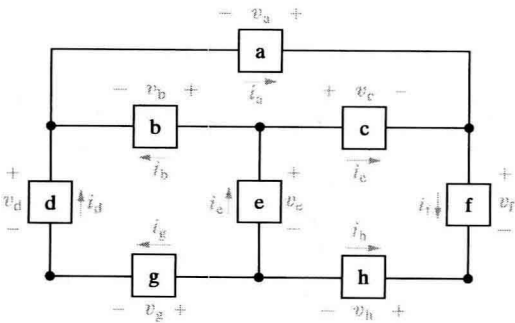 − v_a +
a
i_a
− v_b +
+ v_c −
b
c
i_b
i_c
+
+
+
v_d
d
i_d
i_e
e
v_e
i_f
f
v_f
−
−
−
i_g
i_h
g
h
− v_g +
− v_h +